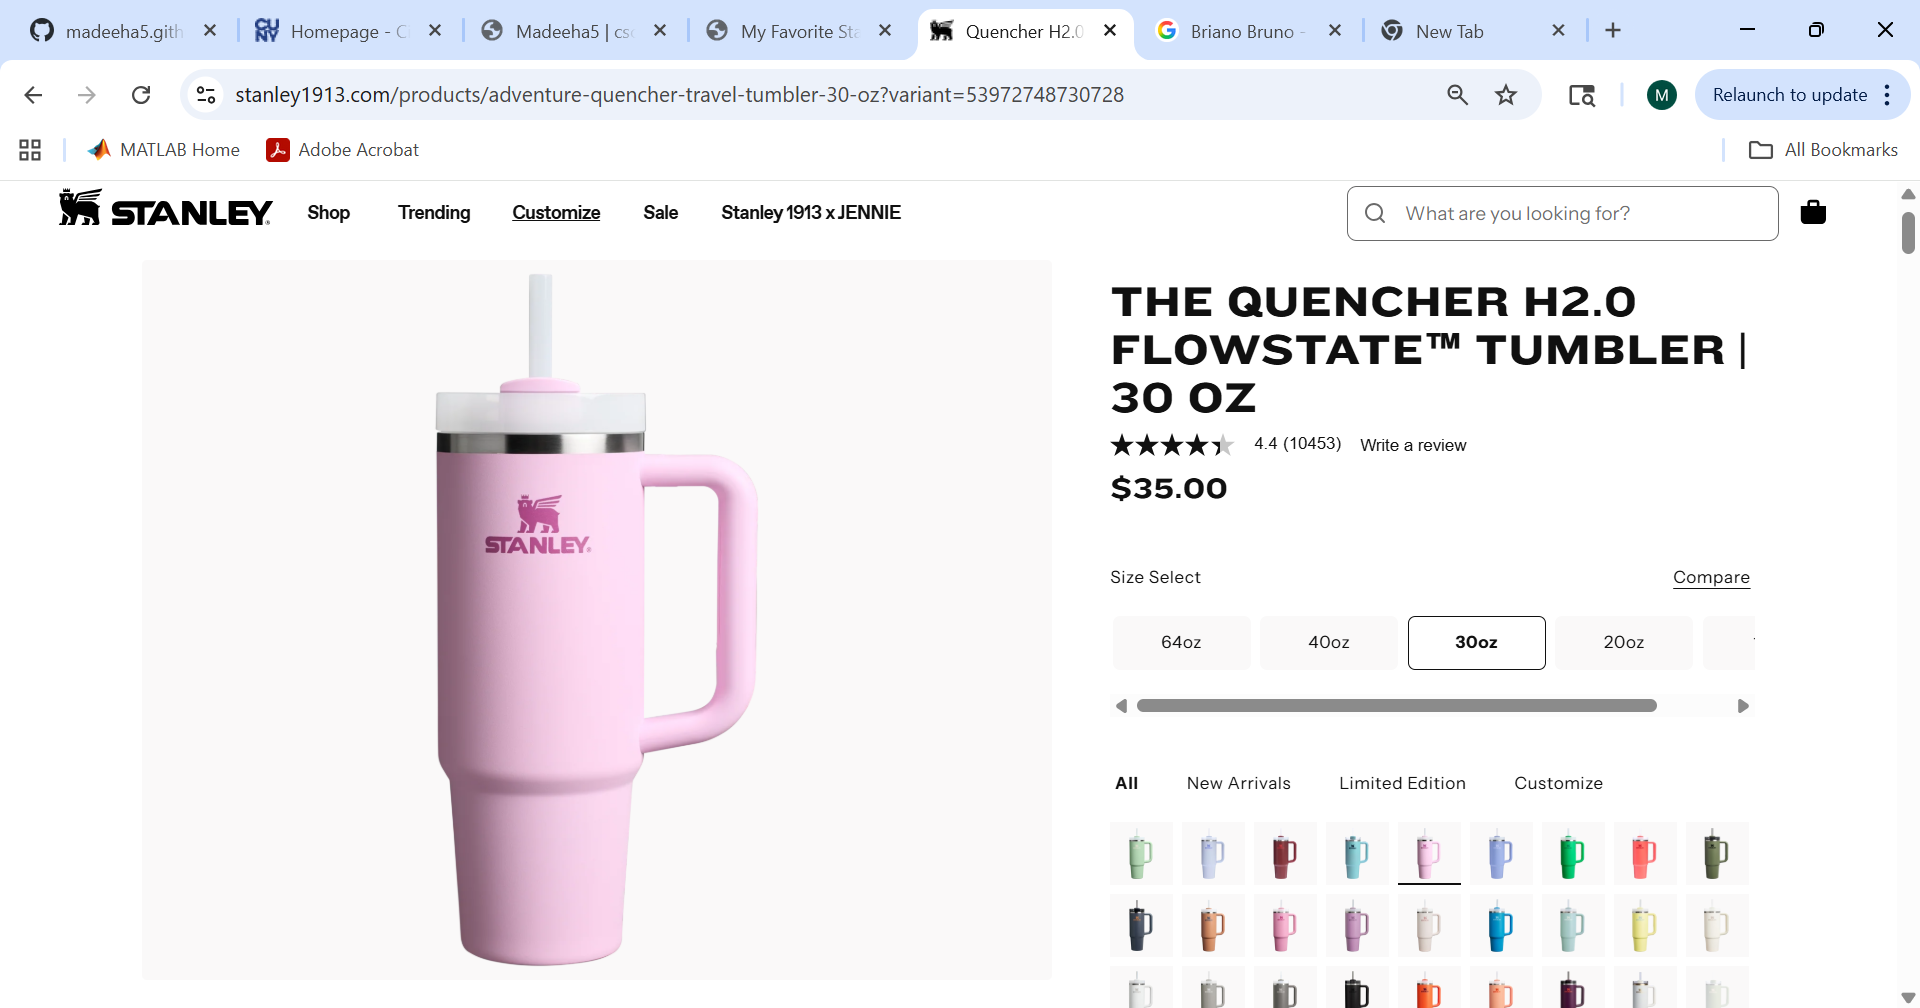 madeeha5.gith
Homepage - C
Madeeha5 | cs
My Favorite Sta
Quencher H2.0
Briano Bruno -
New Tab
stanley1913.com/products/adventure-quencher-travel-tumbler-30-oz?variant=53972748730728
M
Relaunch to update
MATLAB Home
Adobe Acrobat
All Bookmarks
STANLEY
Shop
Trending
Customize
Sale
Stanley 1913 x JENNIE
What are you looking for?
STANLEY.
THE QUENCHER H2.0
FLOWSTATE™ TUMBLER |
30 OZ
4.4 (10453)
Write a review
$35.00
Size Select
Compare
64oz
40oz
30oz
20oz
All
New Arrivals
Limited Edition
Customize